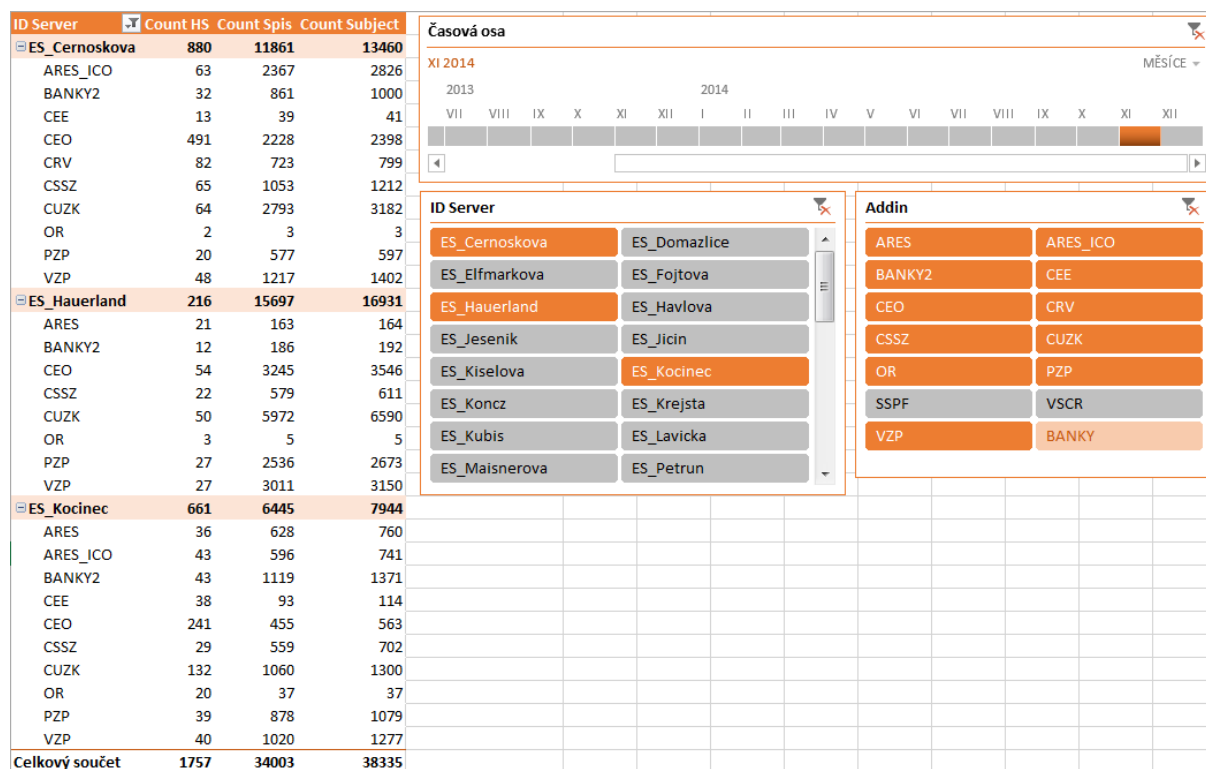 ID Server Count HS Count Spis Count Subject
ES_Cernoskova 880 11861 13460
ARES_ICO 63 2367 2826
BANKY2 32 861 1000
CEE 13 39 41
CEO 491 2228 2398
CRV 82 723 799
CSSZ 65 1053 1212
CUZK 64 2793 3182
OR 2 3 3
PZP 20 577 597
VZP 48 1217 1402
ES_Hauerland 216 15697 16931
ARES 21 163 164
BANKY2 12 186 192
CEO 54 3245 3546
CSSZ 22 579 611
CUZK 50 5972 6590
OR 3 5 5
PZP 27 2536 2673
VZP 27 3011 3150
ES_Kocinec 661 6445 7944
ARES 36 628 760
ARES_ICO 43 596 741
BANKY2 43 1119 1371
CEE 38 93 114
CEO 241 455 563
CSSZ 29 559 702
CUZK 132 1060 1300
OR 20 37 37
PZP 39 878 1079
VZP 40 1020 1277
Celkový součet 1757 34003 38335
Časová osa
XI 2014 MĚSÍCE
2013 2014
VII VIII IX X XI XII I II III IV V VI VII VIII IX X XI XII
ID Server
ES_Cernoskova ES_Domazlice
ES_Elfmarkova ES_Fojtova
ES_Hauerland ES_Havlova
ES_Jesenik ES_Jicin
ES_Kiselova ES_Kocinec
ES_Koncz ES_Krejsta
ES_Kubis ES_Lavicka
ES_Maisnerova ES_Petrun
Addin
ARES ARES_ICO
BANKY2 CEE
CEO CRV
CSSZ CUZK
OR PZP
SSPF VSCR
VZP BANKY